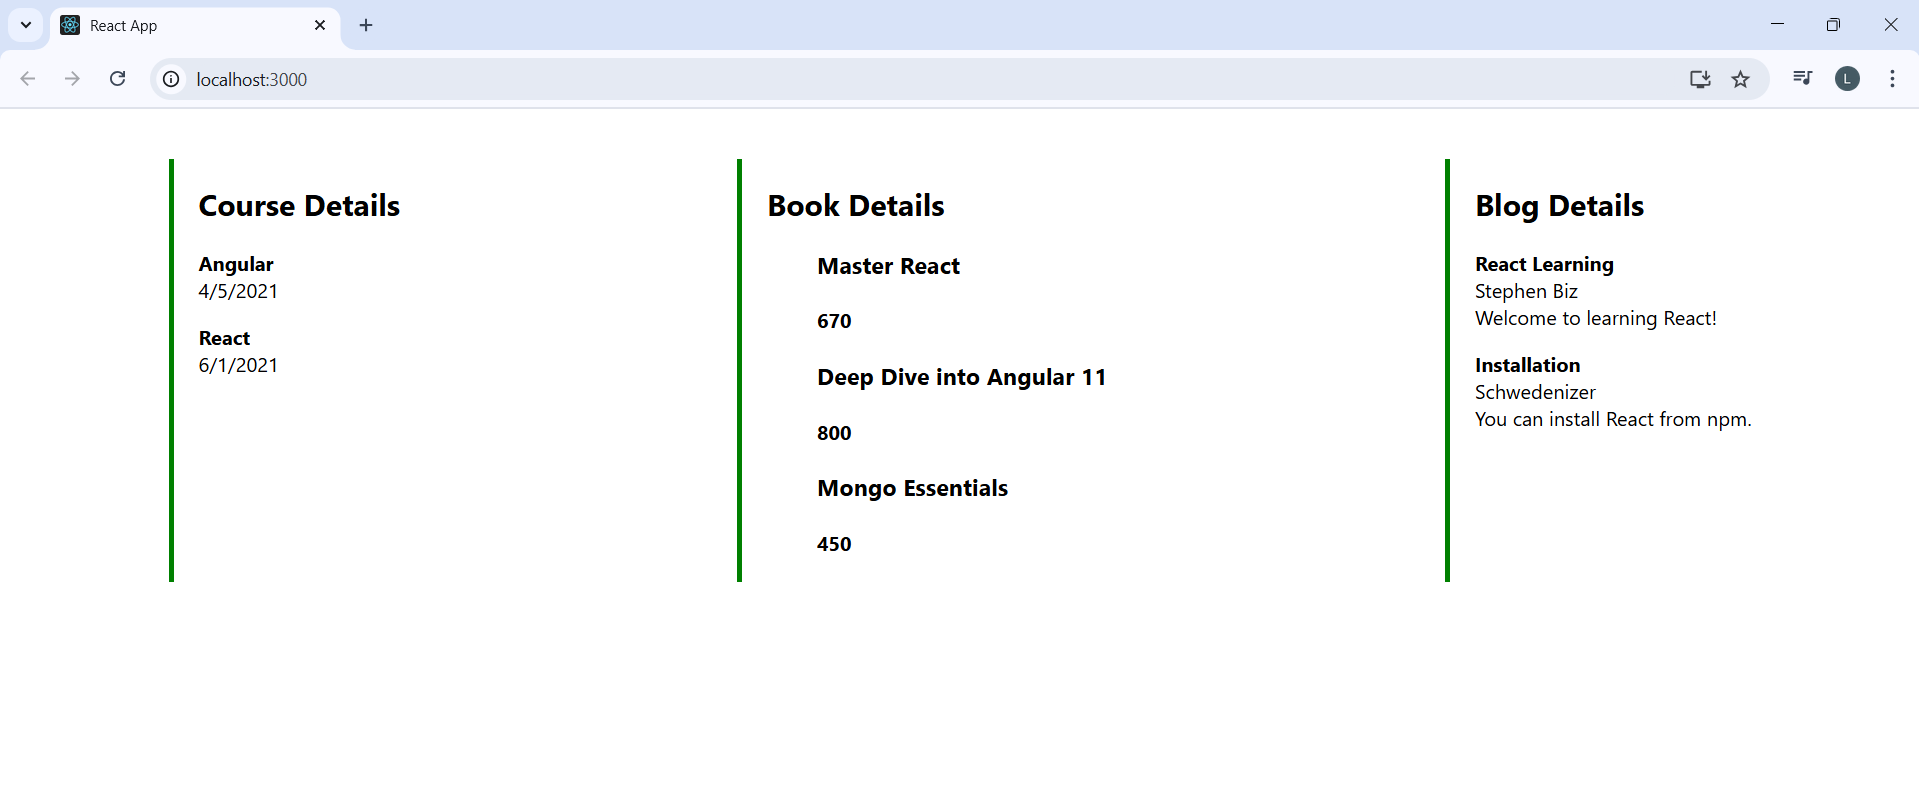 React App
localhost:3000
L
Course Details
Angular
4/5/2021
React
6/1/2021
Book Details
Master React
670
Deep Dive into Angular 11
800
Mongo Essentials
450
Blog Details
React Learning
Stephen Biz
Welcome to learning React!
Installation
Schwedenizer
You can install React from npm.